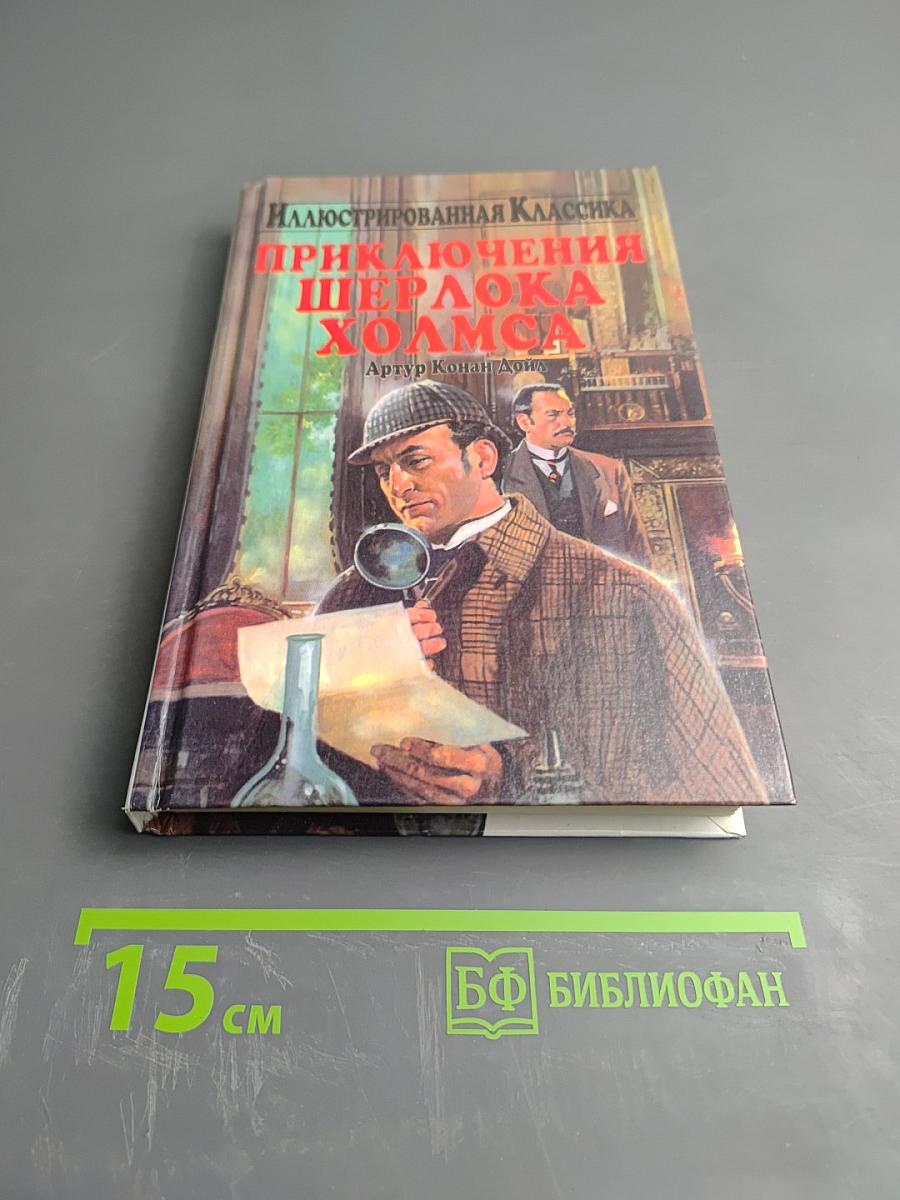 Иллюстрированная Классика
ПРИКЛЮЧЕНИЯ
ШЕРЛОКА
ХОЛМСА
Артур Конан Дойл
15 см
БФ БИБЛИОФАН